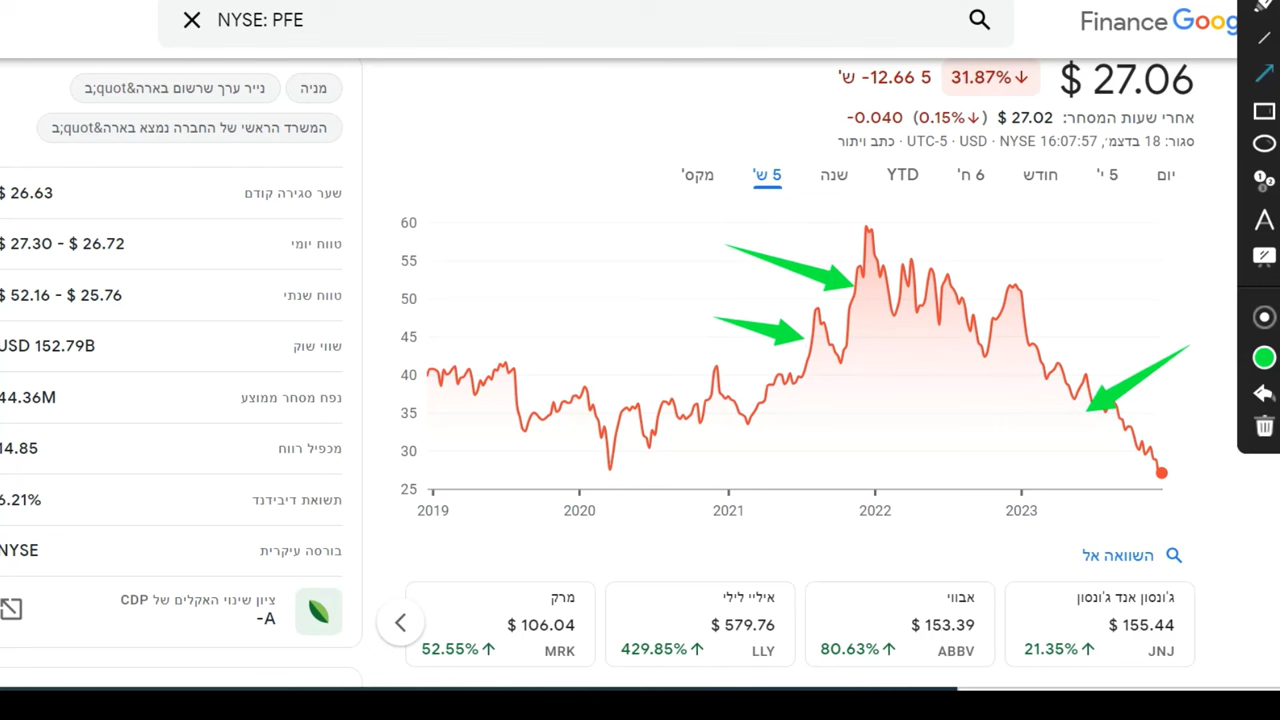 NYSE: PFE
Finance Goog
$ 27.06
31.87%↓
-12.66 5 ש'
אחרי שעות המסחר: $ 27.02 (0.15%↓) -0.040
סגור: 18 בדצמ׳, 16:07:57 UTC-5 · USD · NYSE · כתב ויתור
יום
5 י'
חודש
6 ח'
YTD
שנה
5 ש'
מקס'
60
55
50
45
40
35
30
25
2019
2020
2021
2022
2023
השוואה אל
ג'ונסון אנד ג'ונסון
$ 155.44
JNJ
21.35%↑
אבווי
$ 153.39
ABBV
80.63%↑
איליי לילי
$ 579.76
LLY
429.85%↑
מרק
$ 106.04
MRK
52.55%↑
מניה
נייר ערך שרשום בארה&quot;ב
המשרד הראשי של החברה נמצא בארה&quot;ב
שער סגירה קודם
$ 26.63
טווח יומי
$ 27.30 - $ 26.72
טווח שנתי
$ 52.16 - $ 25.76
שווי שוק
USD 152.79B
נפח מסחר ממוצע
44.36M
מכפיל רווח
14.85
תשואת דיבידנד
6.21%
בורסה עיקרית
NYSE
ציון שינוי האקלים של CDP
A-